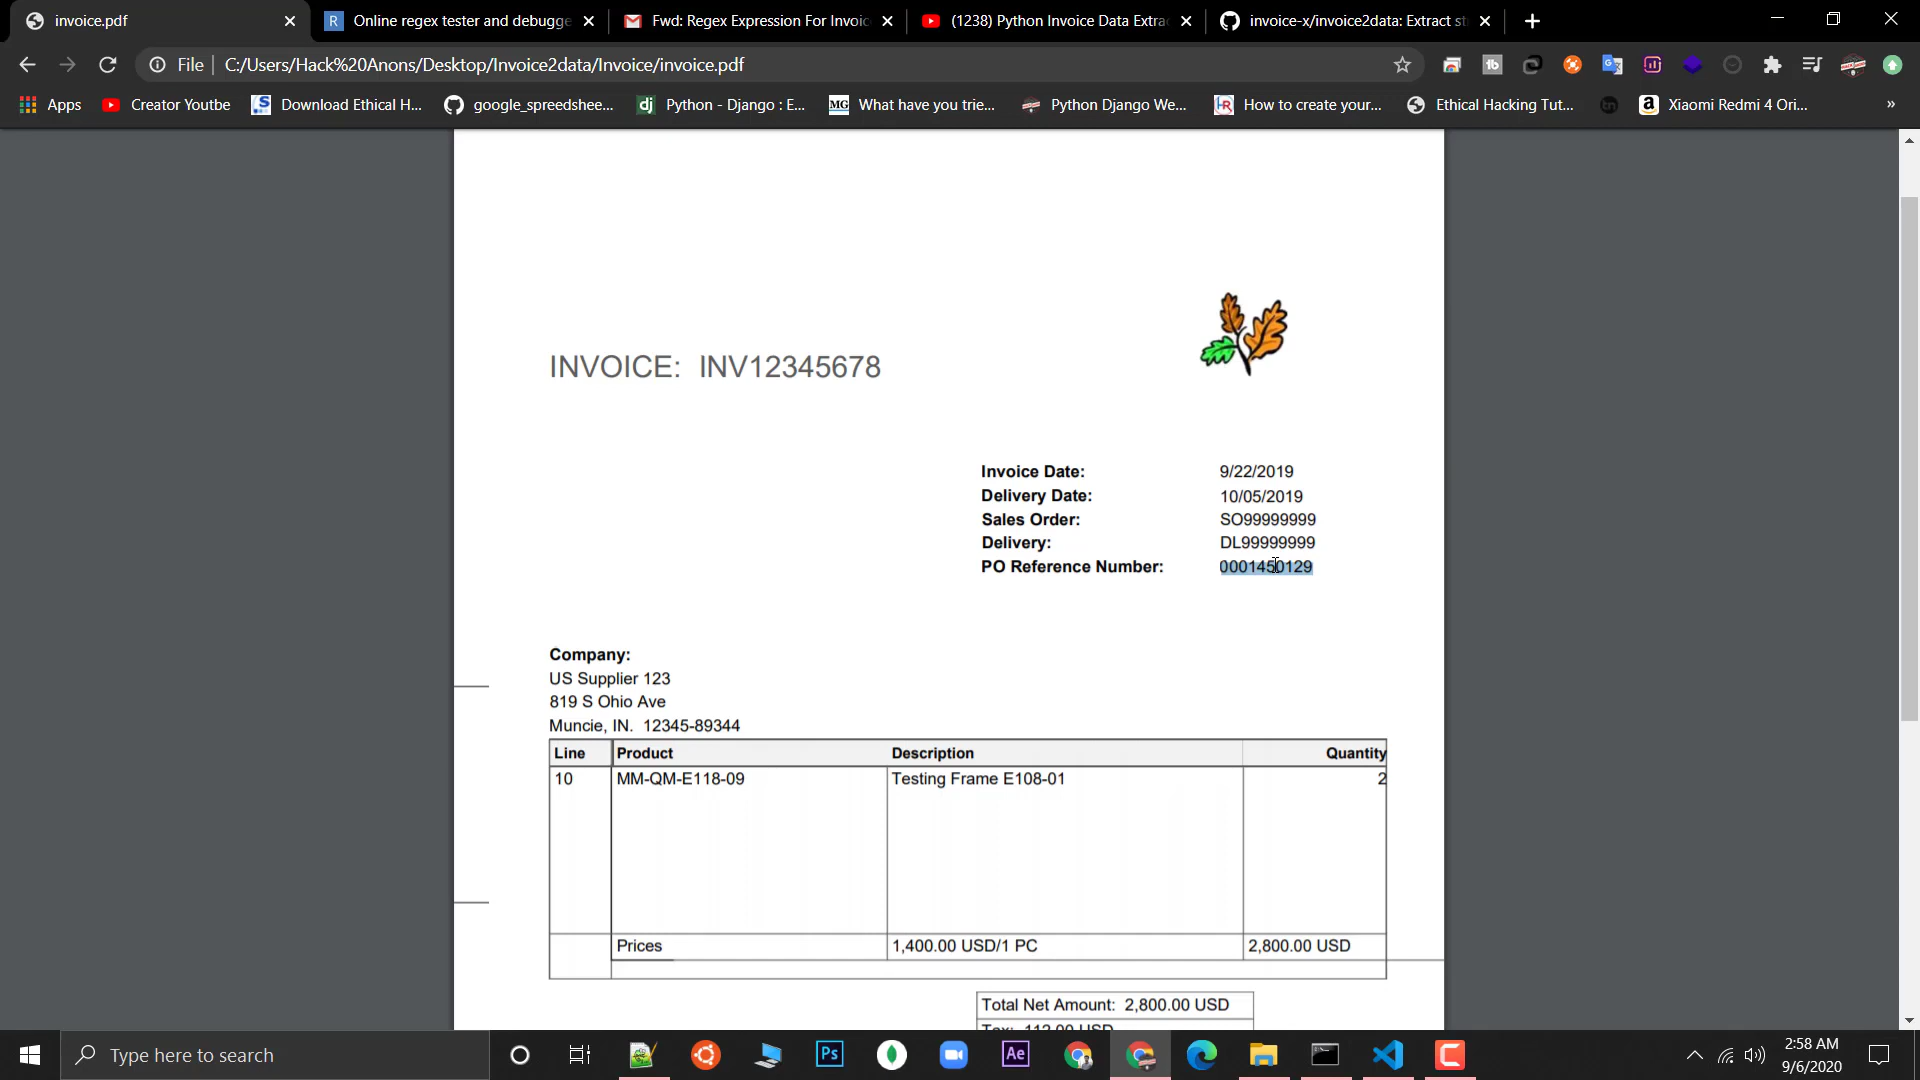 invoice.pdf
Online regex tester and debugge
Fwd: Regex Expression For Invoic
(1238) Python Invoice Data Extra
invoice-x/invoice2data: Extract st
File
C:/Users/Hack%20Anons/Desktop/Invoice2data/Invoice/invoice.pdf
Apps
Creator Youtbe
Download Ethical H...
google_spreedshee...
Python - Django : E...
What have you trie...
Python Django We...
How to create your...
Ethical Hacking Tut...
Xiaomi Redmi 4 Ori...
INVOICE: INV12345678
Invoice Date: 9/22/2019
Delivery Date: 10/05/2019
Sales Order: SO99999999
Delivery: DL99999999
PO Reference Number: 0001450129
Company:
US Supplier 123
819 S Ohio Ave
Muncie, IN. 12345-89344
Line Product Description Quantity
10 MM-QM-E118-09 Testing Frame E108-01 2
Prices 1,400.00 USD/1 PC 2,800.00 USD
Total Net Amount: 2,800.00 USD
Tax: 112.00 USD
Type here to search
2:58 AM
9/6/2020